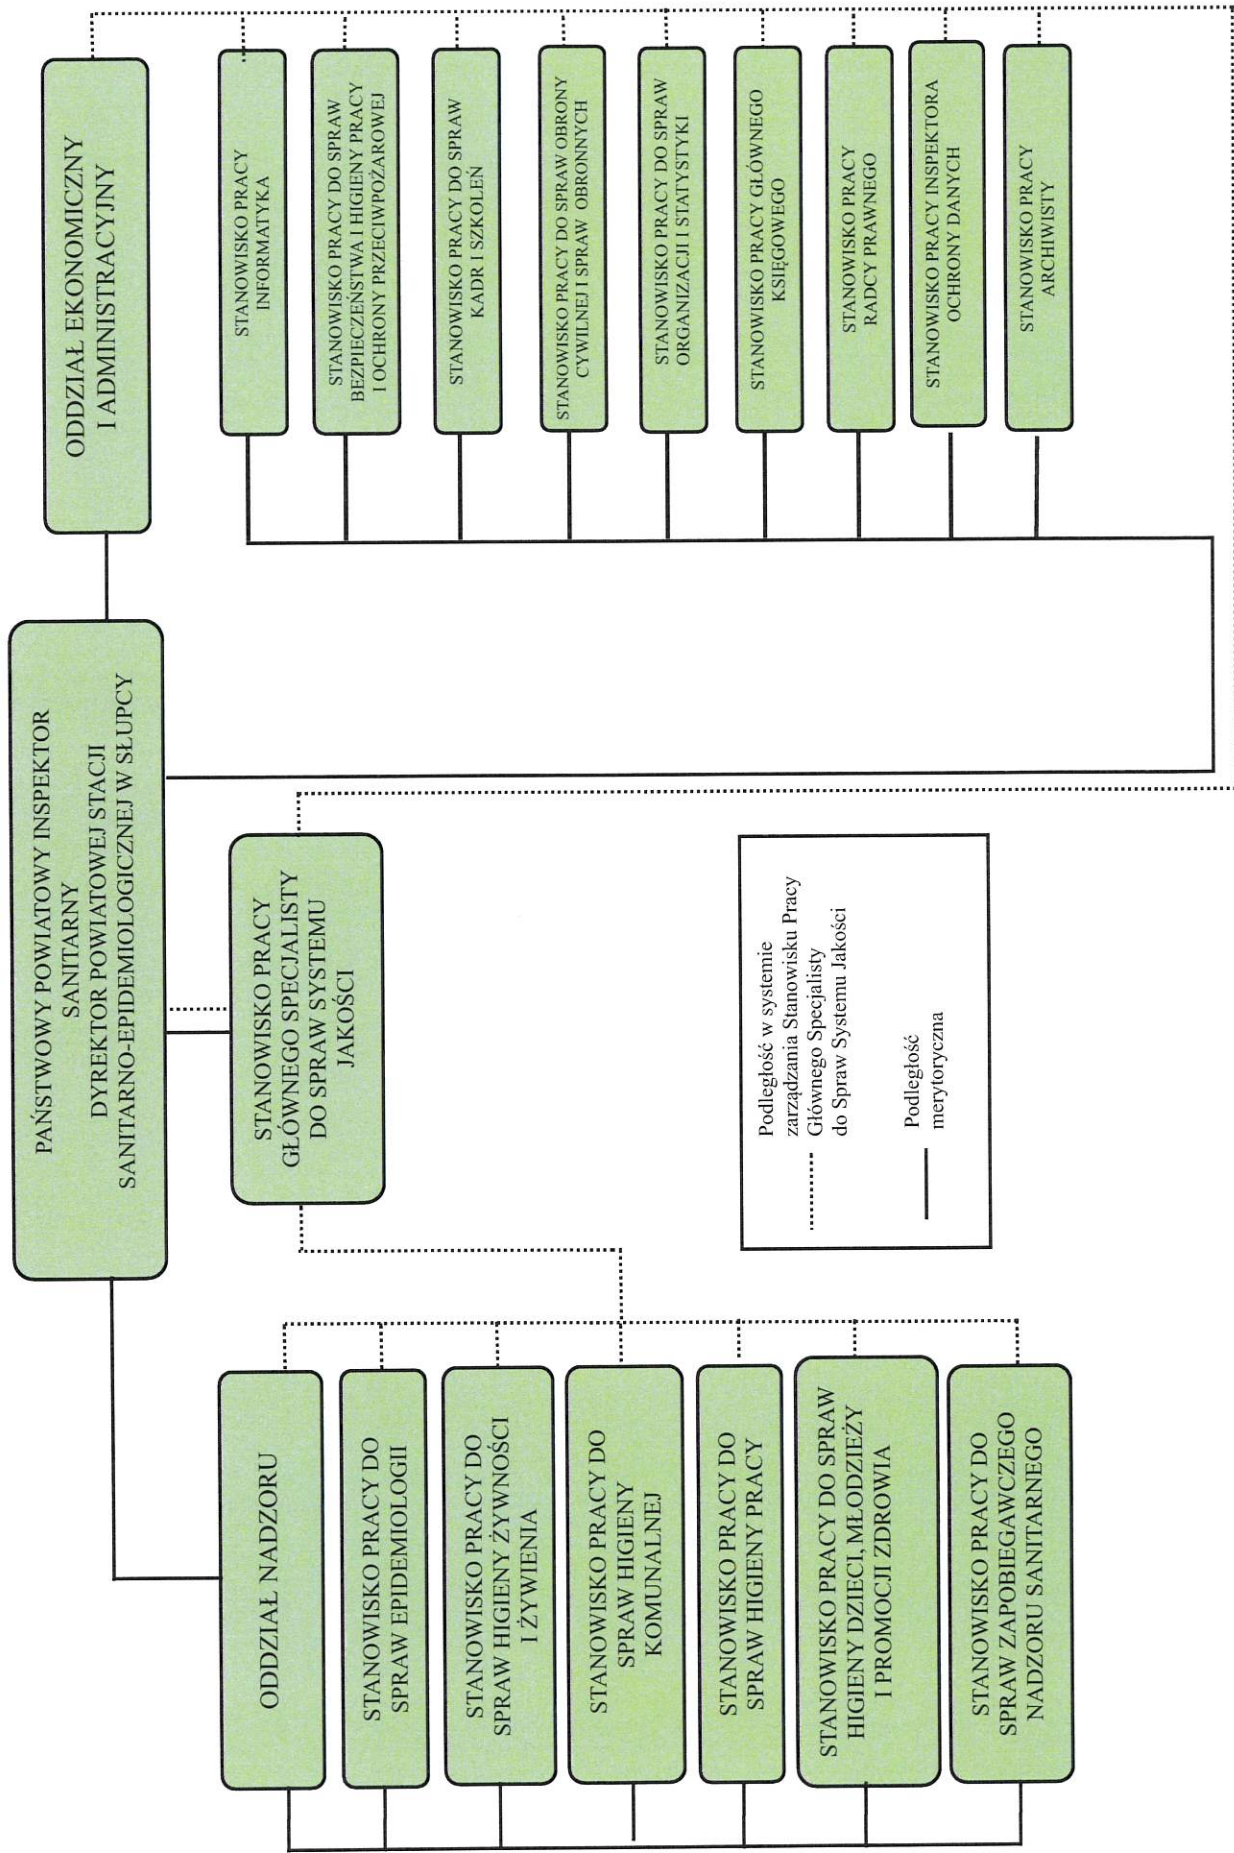 PAŃSTWOWY POWIATOWY INSPEKTOR
SANITARNY
DYREKTOR POWIATOWEJ STACJI
SANITARNO-EPIDEMIOLOGICZNEJ W SŁUPCY
ODDZIAŁ NADZORU
STANOWISKO PRACY DO
SPRAW EPIDEMIOLOGII
STANOWISKO PRACY DO
SPRAW HIGIENY ŻYWNOŚCI
I ŻYWIENIA
STANOWISKO PRACY DO
SPRAW HIGIENY
KOMUNALNEJ
STANOWISKO PRACY DO
SPRAW HIGIENY PRACY
STANOWISKO PRACY DO SPRAW
HIGIENY DZIECI,MŁODZIEŻY
I PROMOCJI ZDROWIA
STANOWISKO PRACY DO
SPRAW ZAPOBIEGAWCZEGO
NADZORU SANITARNEGO
STANOWISKO PRACY
GŁÓWNEGO SPECJALISTY
DO SPRAW SYSTEMU
JAKOŚCI
Podległość w systemie
zarządzania Stanowisku Pracy
Głównego Specjalisty
do Spraw Systemu Jakości
Podległość
merytoryczna
ODDZIAŁ EKONOMICZNY
I ADMINISTRACYJNY
STANOWISKO PRACY
INFORMATYKA
STANOWISKO PRACY DO SPRAW
BEZPIECZEŃSTWA I HIGIENY PRACY
I OCHRONY PRZECIWPOŻAROWEJ
STANOWISKO PRACY DO SPRAW
KADR I SZKOLEŃ
STANOWISKO PRACY DO SPRAW OBRONY
CYWILNEJ I SPRAW OBRONNYCH
STANOWISKO PRACY DO SPRAW
ORGANIZACJI I STATYSTYKI
STANOWISKO PRACY GŁÓWNEGO
KSIĘGOWEGO
STANOWISKO PRACY
RADCY PRAWNEGO
STANOWISKO PRACY INSPEKTORA
OCHRONY DANYCH
STANOWISKO PRACY
ARCHIWISTY